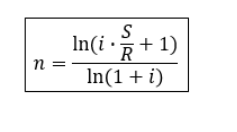 n = ln(i · S/R + 1) / ln(1 + i)